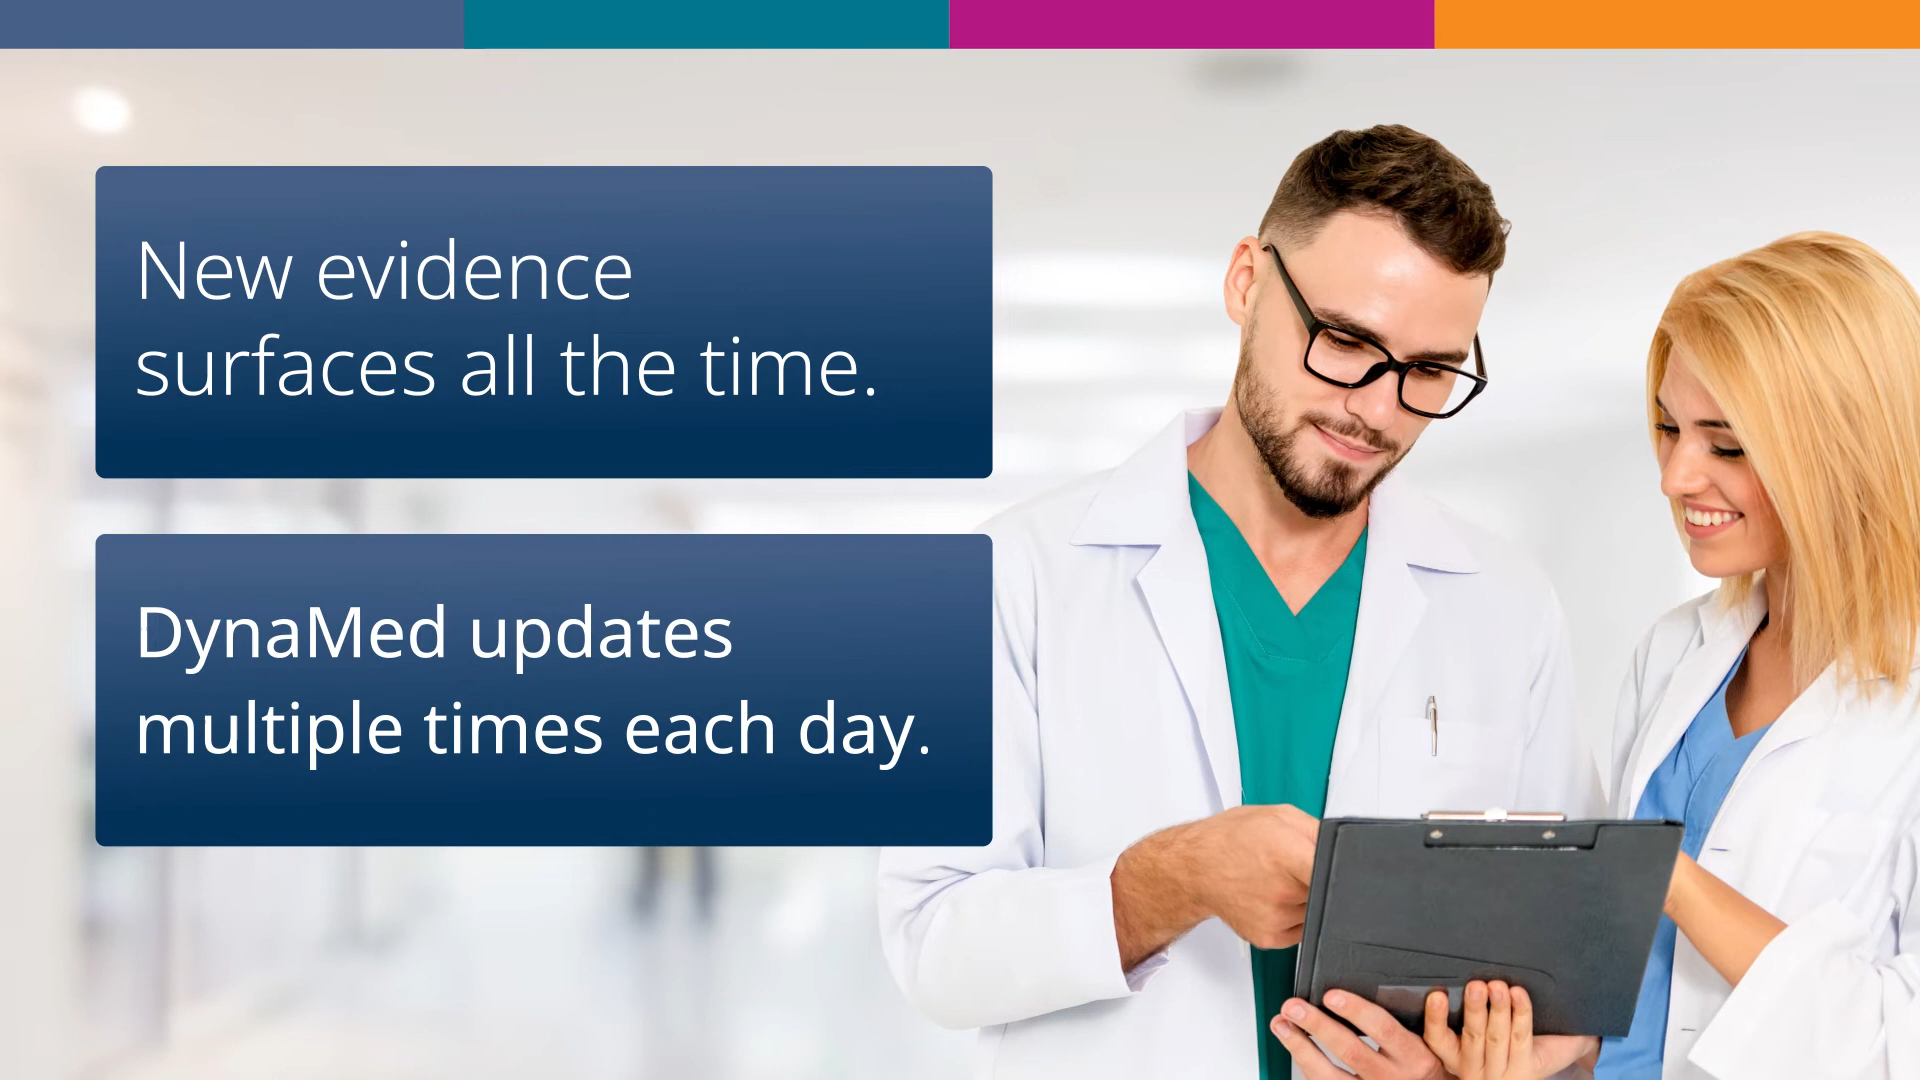 New evidence
surfaces all the time.
DynaMed updates
multiple times each day.